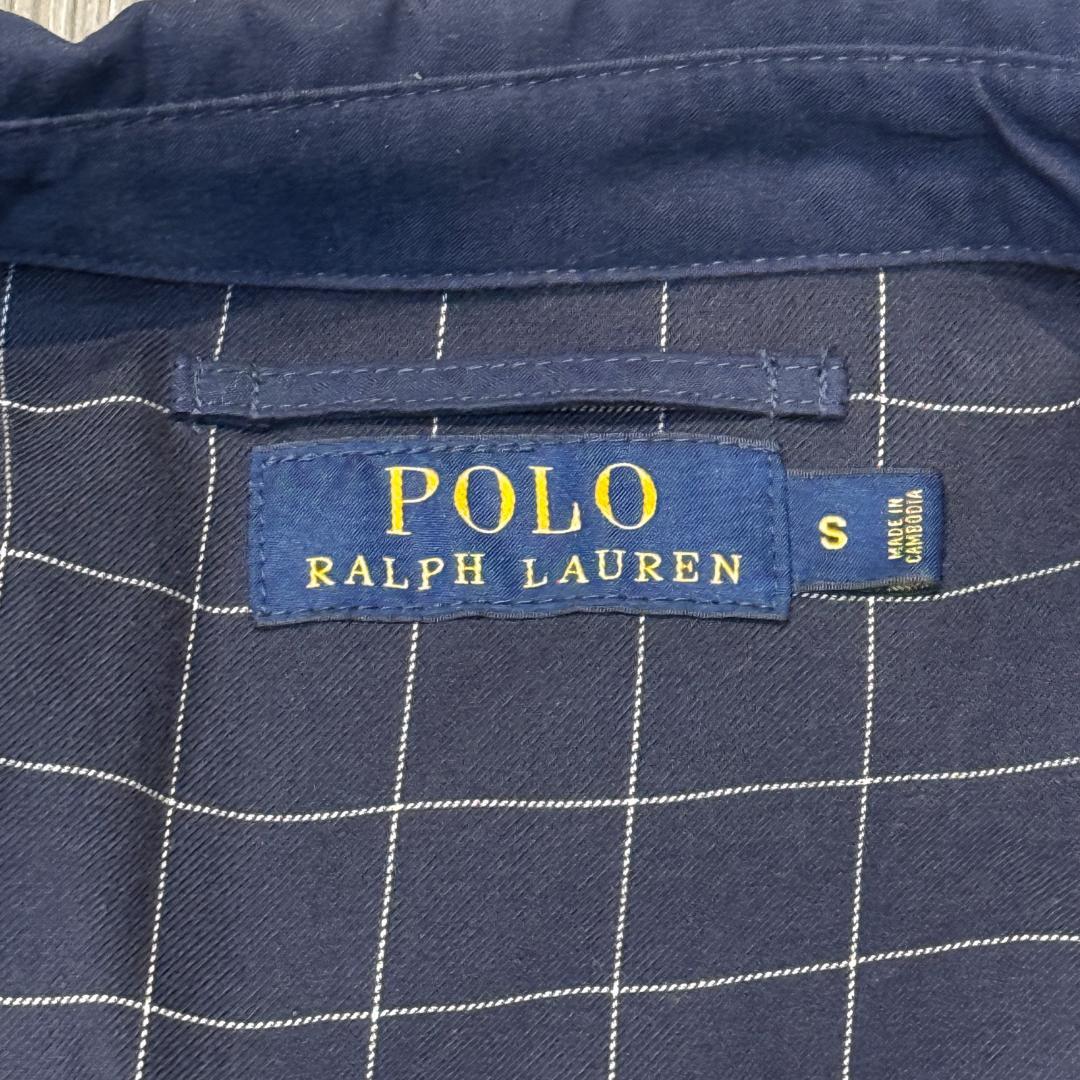 POLO
RALPH LAUREN
S
MADE IN
CAMBODIA